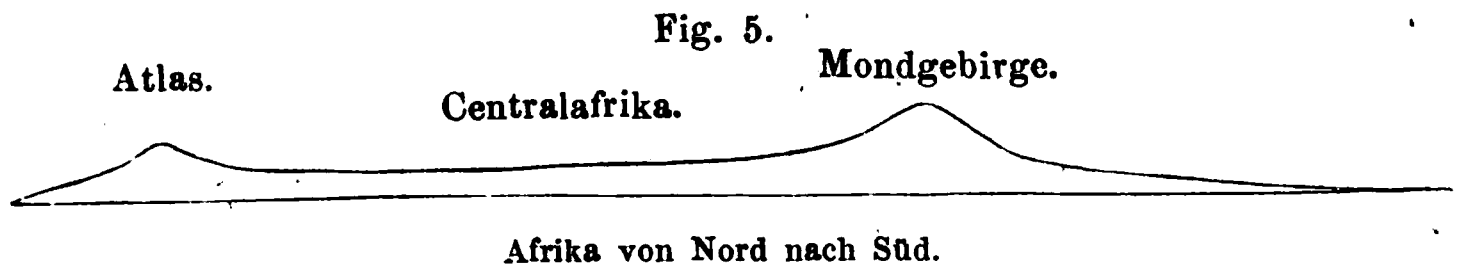 Fig. 5.
Atlas.
Centralafrika.
Mondgebirge.
Afrika von Nord nach Süd.